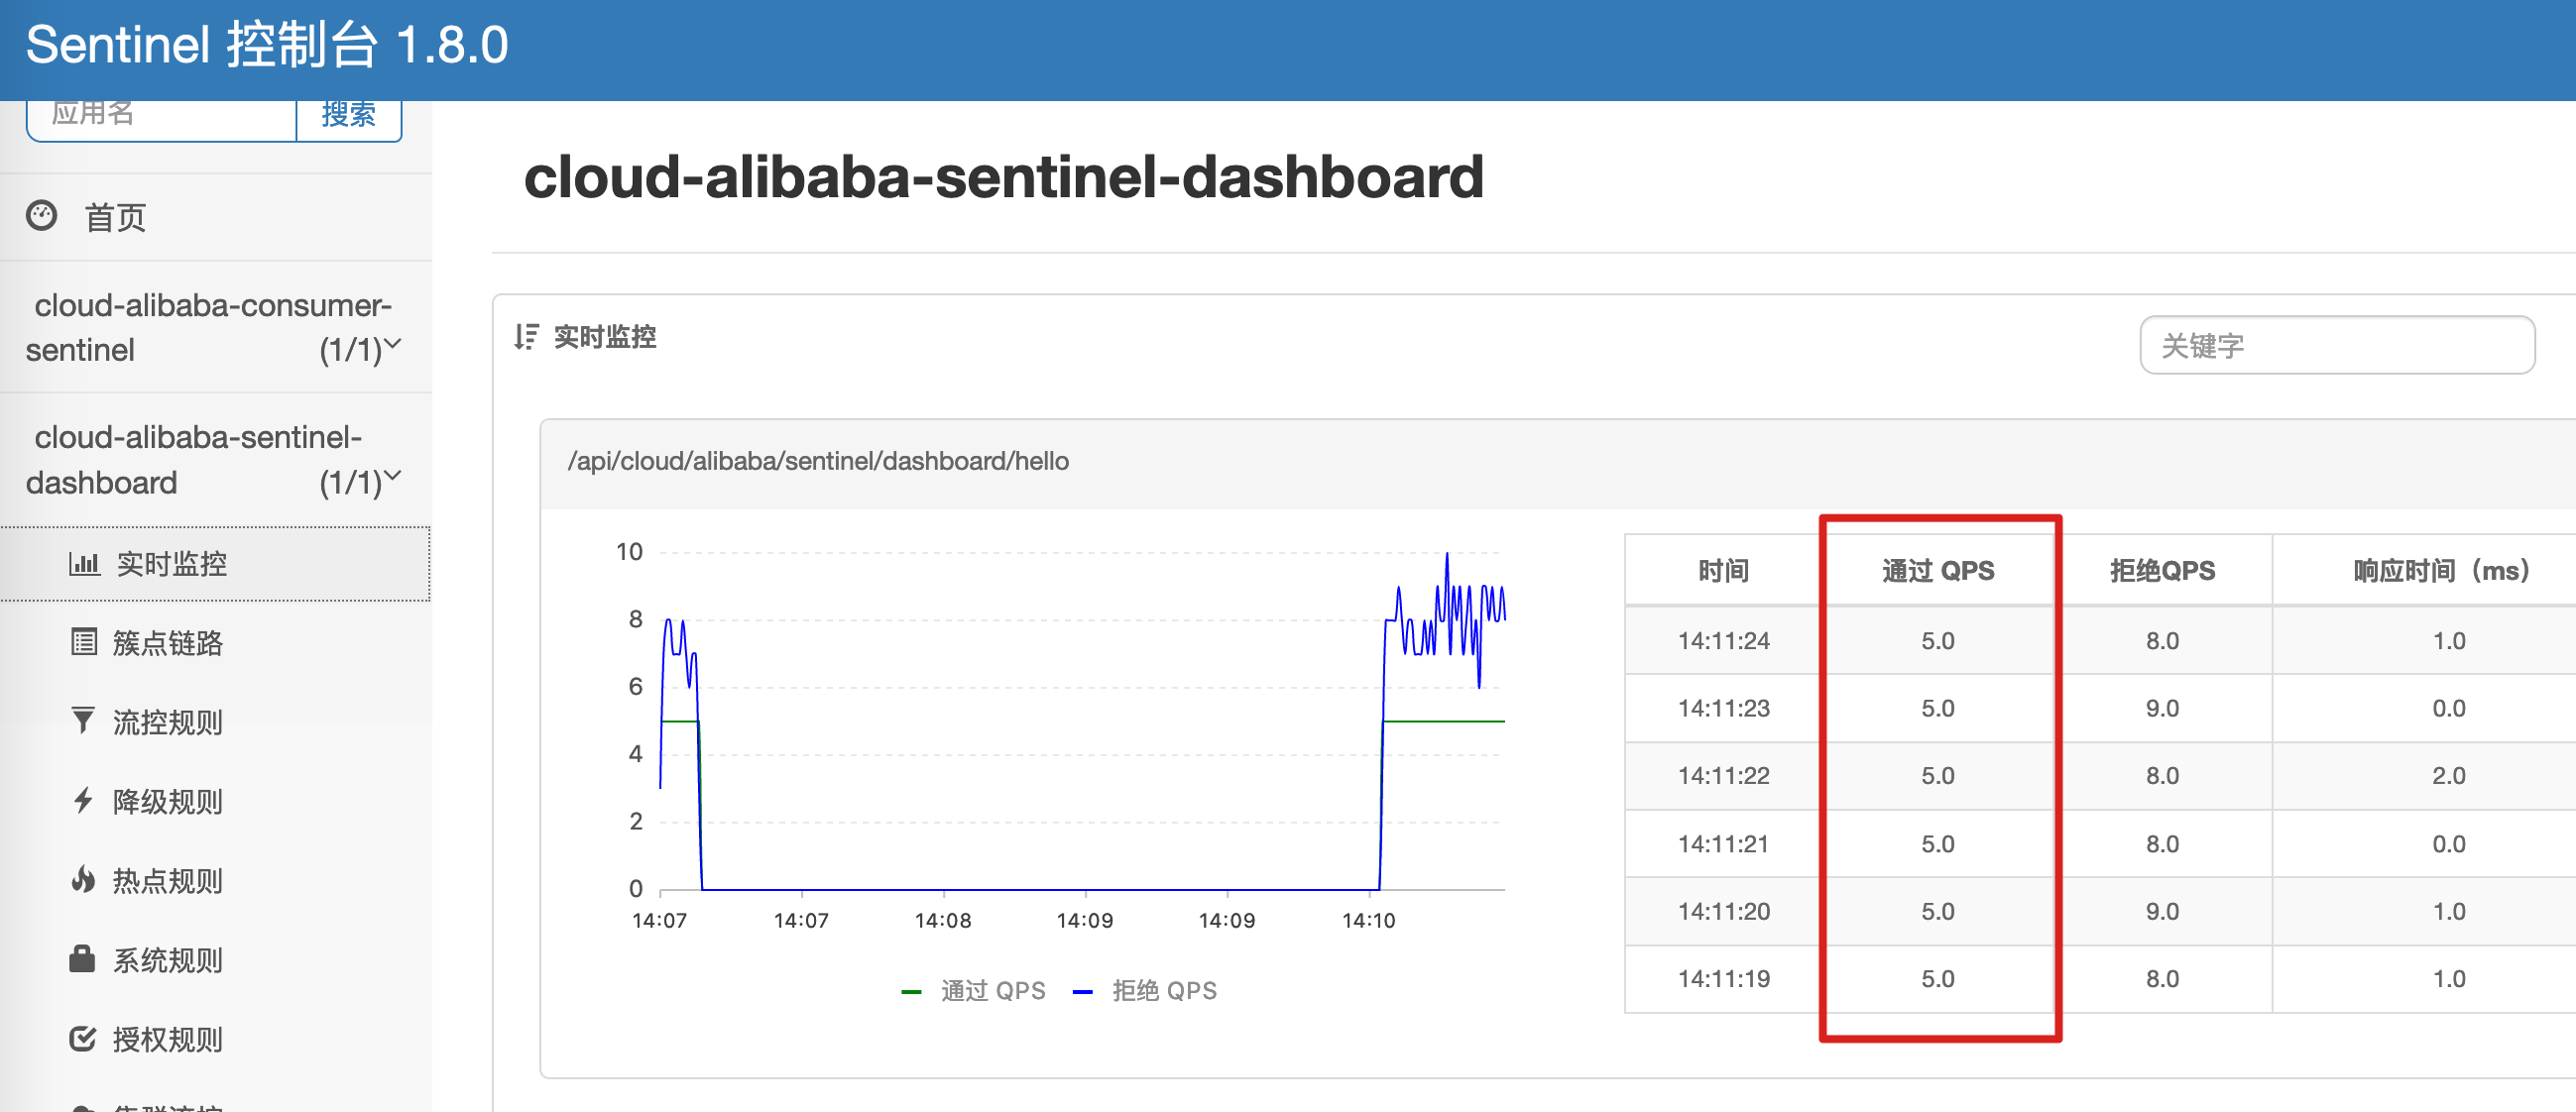 Sentinel 控制台 1.8.0
应用名
搜索
首页
cloud-alibaba-consumer-
sentinel (1/1)
cloud-alibaba-sentinel-
dashboard (1/1)
实时监控
簇点链路
流控规则
降级规则
热点规则
系统规则
授权规则
集群流控
cloud-alibaba-sentinel-dashboard
实时监控
关键字
/api/cloud/alibaba/sentinel/dashboard/hello
10
8
6
4
2
0
14:07 14:07 14:08 14:09 14:09 14:10
通过 QPS 拒绝 QPS
时间 通过 QPS 拒绝QPS 响应时间（ms）
14:11:24 5.0 8.0 1.0
14:11:23 5.0 9.0 0.0
14:11:22 5.0 8.0 2.0
14:11:21 5.0 8.0 0.0
14:11:20 5.0 9.0 1.0
14:11:19 5.0 8.0 1.0